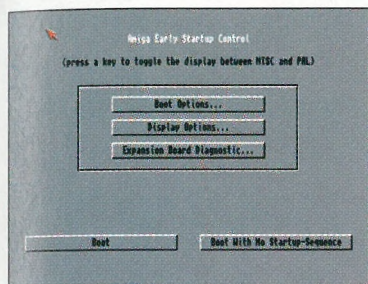 Amiga Early Startup Control
(press a key to toggle the display between NTSC and PAL)
Boot Options...
Display Options...
Expansion Board Diagnostic...
Boot
Boot With No Startup-Sequence